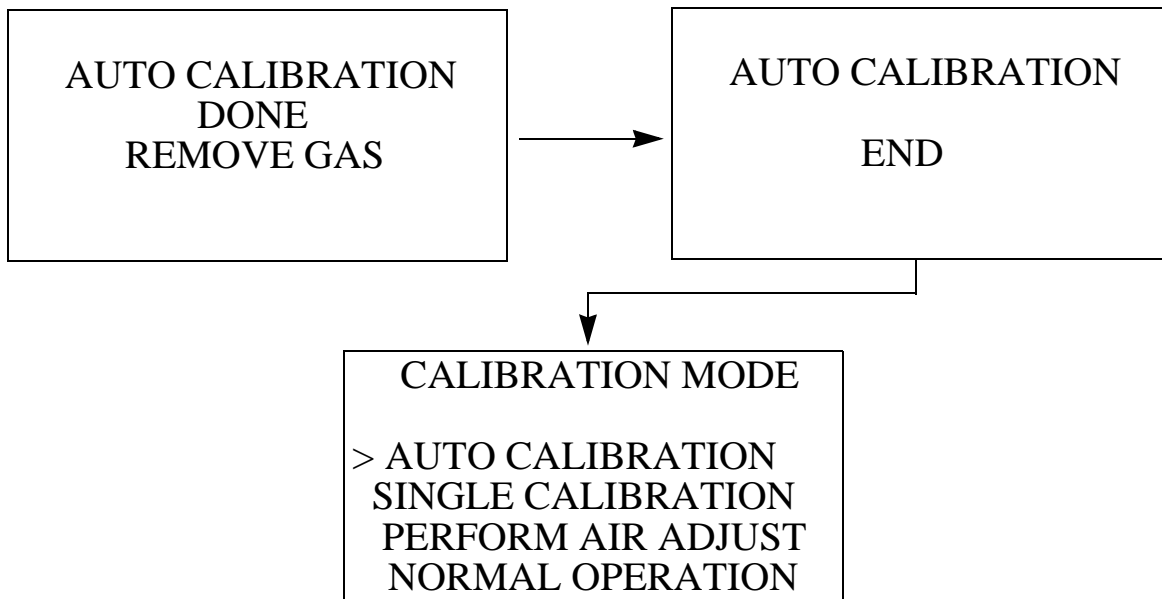 AUTO CALIBRATION
DONE
REMOVE GAS
AUTO CALIBRATION
END
CALIBRATION MODE
> AUTO CALIBRATION
SINGLE CALIBRATION
PERFORM AIR ADJUST
NORMAL OPERATION